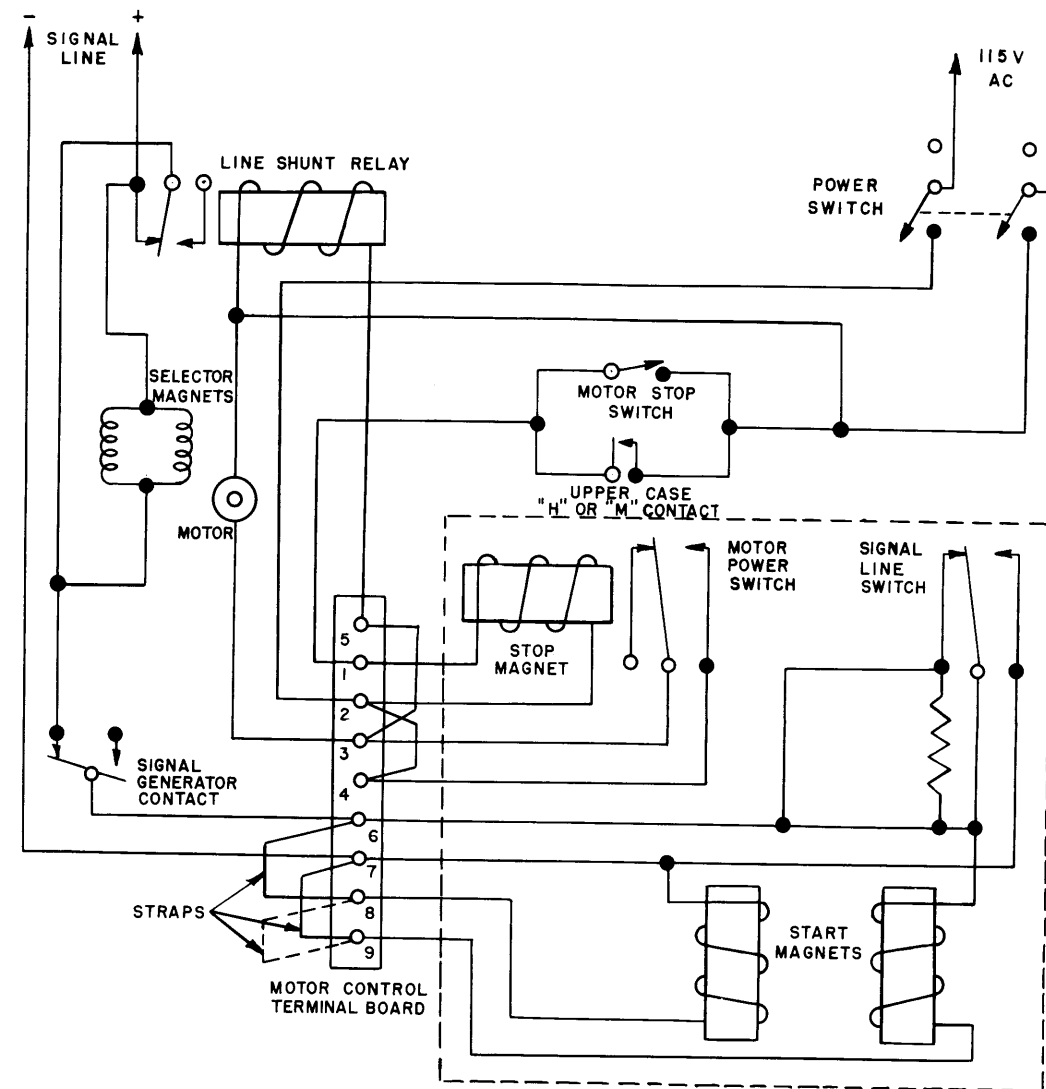 - +
SIGNAL
LINE
115V
AC
LINE SHUNT RELAY
POWER
SWITCH
SELECTOR
MAGNETS
MOTOR STOP
SWITCH
UPPER CASE
"H" OR "M" CONTACT
MOTOR
MOTOR
POWER
SWITCH
SIGNAL
LINE
SWITCH
STOP
MAGNET
5
1
2
3
4
6
7
8
9
SIGNAL
GENERATOR
CONTACT
STRAPS
START
MAGNETS
MOTOR CONTROL
TERMINAL BOARD